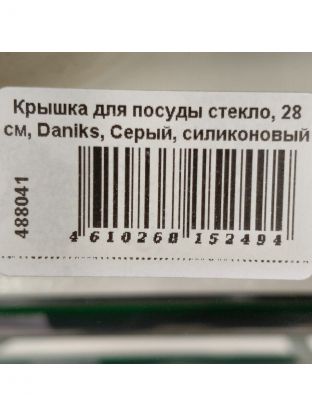 Крышка для посуды стекло, 28
см, Daniks, Серый, силиконовый
488041
4 610268 152494